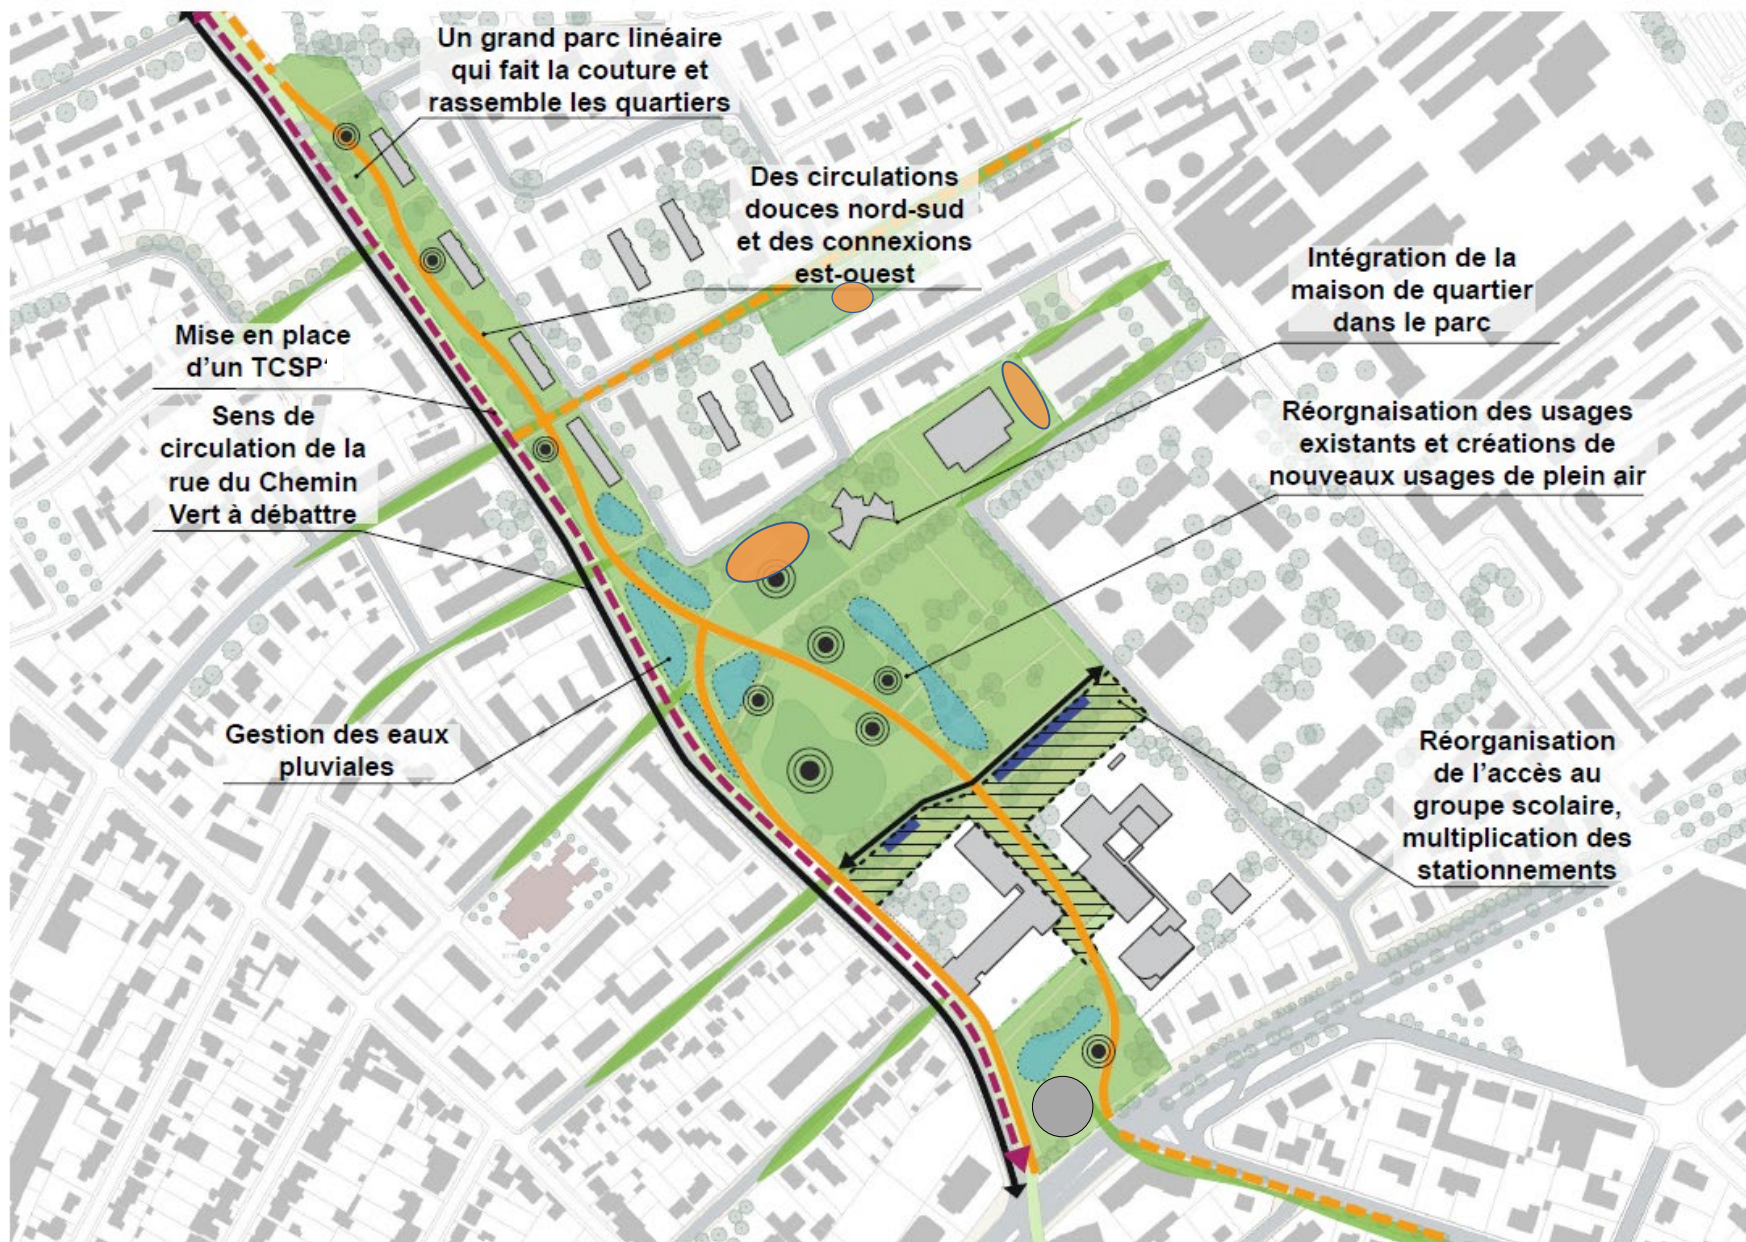 Un grand parc linéaire
qui fait la couture et
rassemble les quartiers
Des circulations
douces nord-sud
et des connexions
est-ouest
Intégration de la
maison de quartier
dans le parc
Mise en place
d'un TCSP
Sens de
circulation de la
rue du Chemin
Vert à débattre
Réorgnaisation des usages
existants et créations de
nouveaux usages de plein air
Gestion des eaux
pluviales
Réorganisation
de l'accès au
groupe scolaire,
multiplication des
stationnements